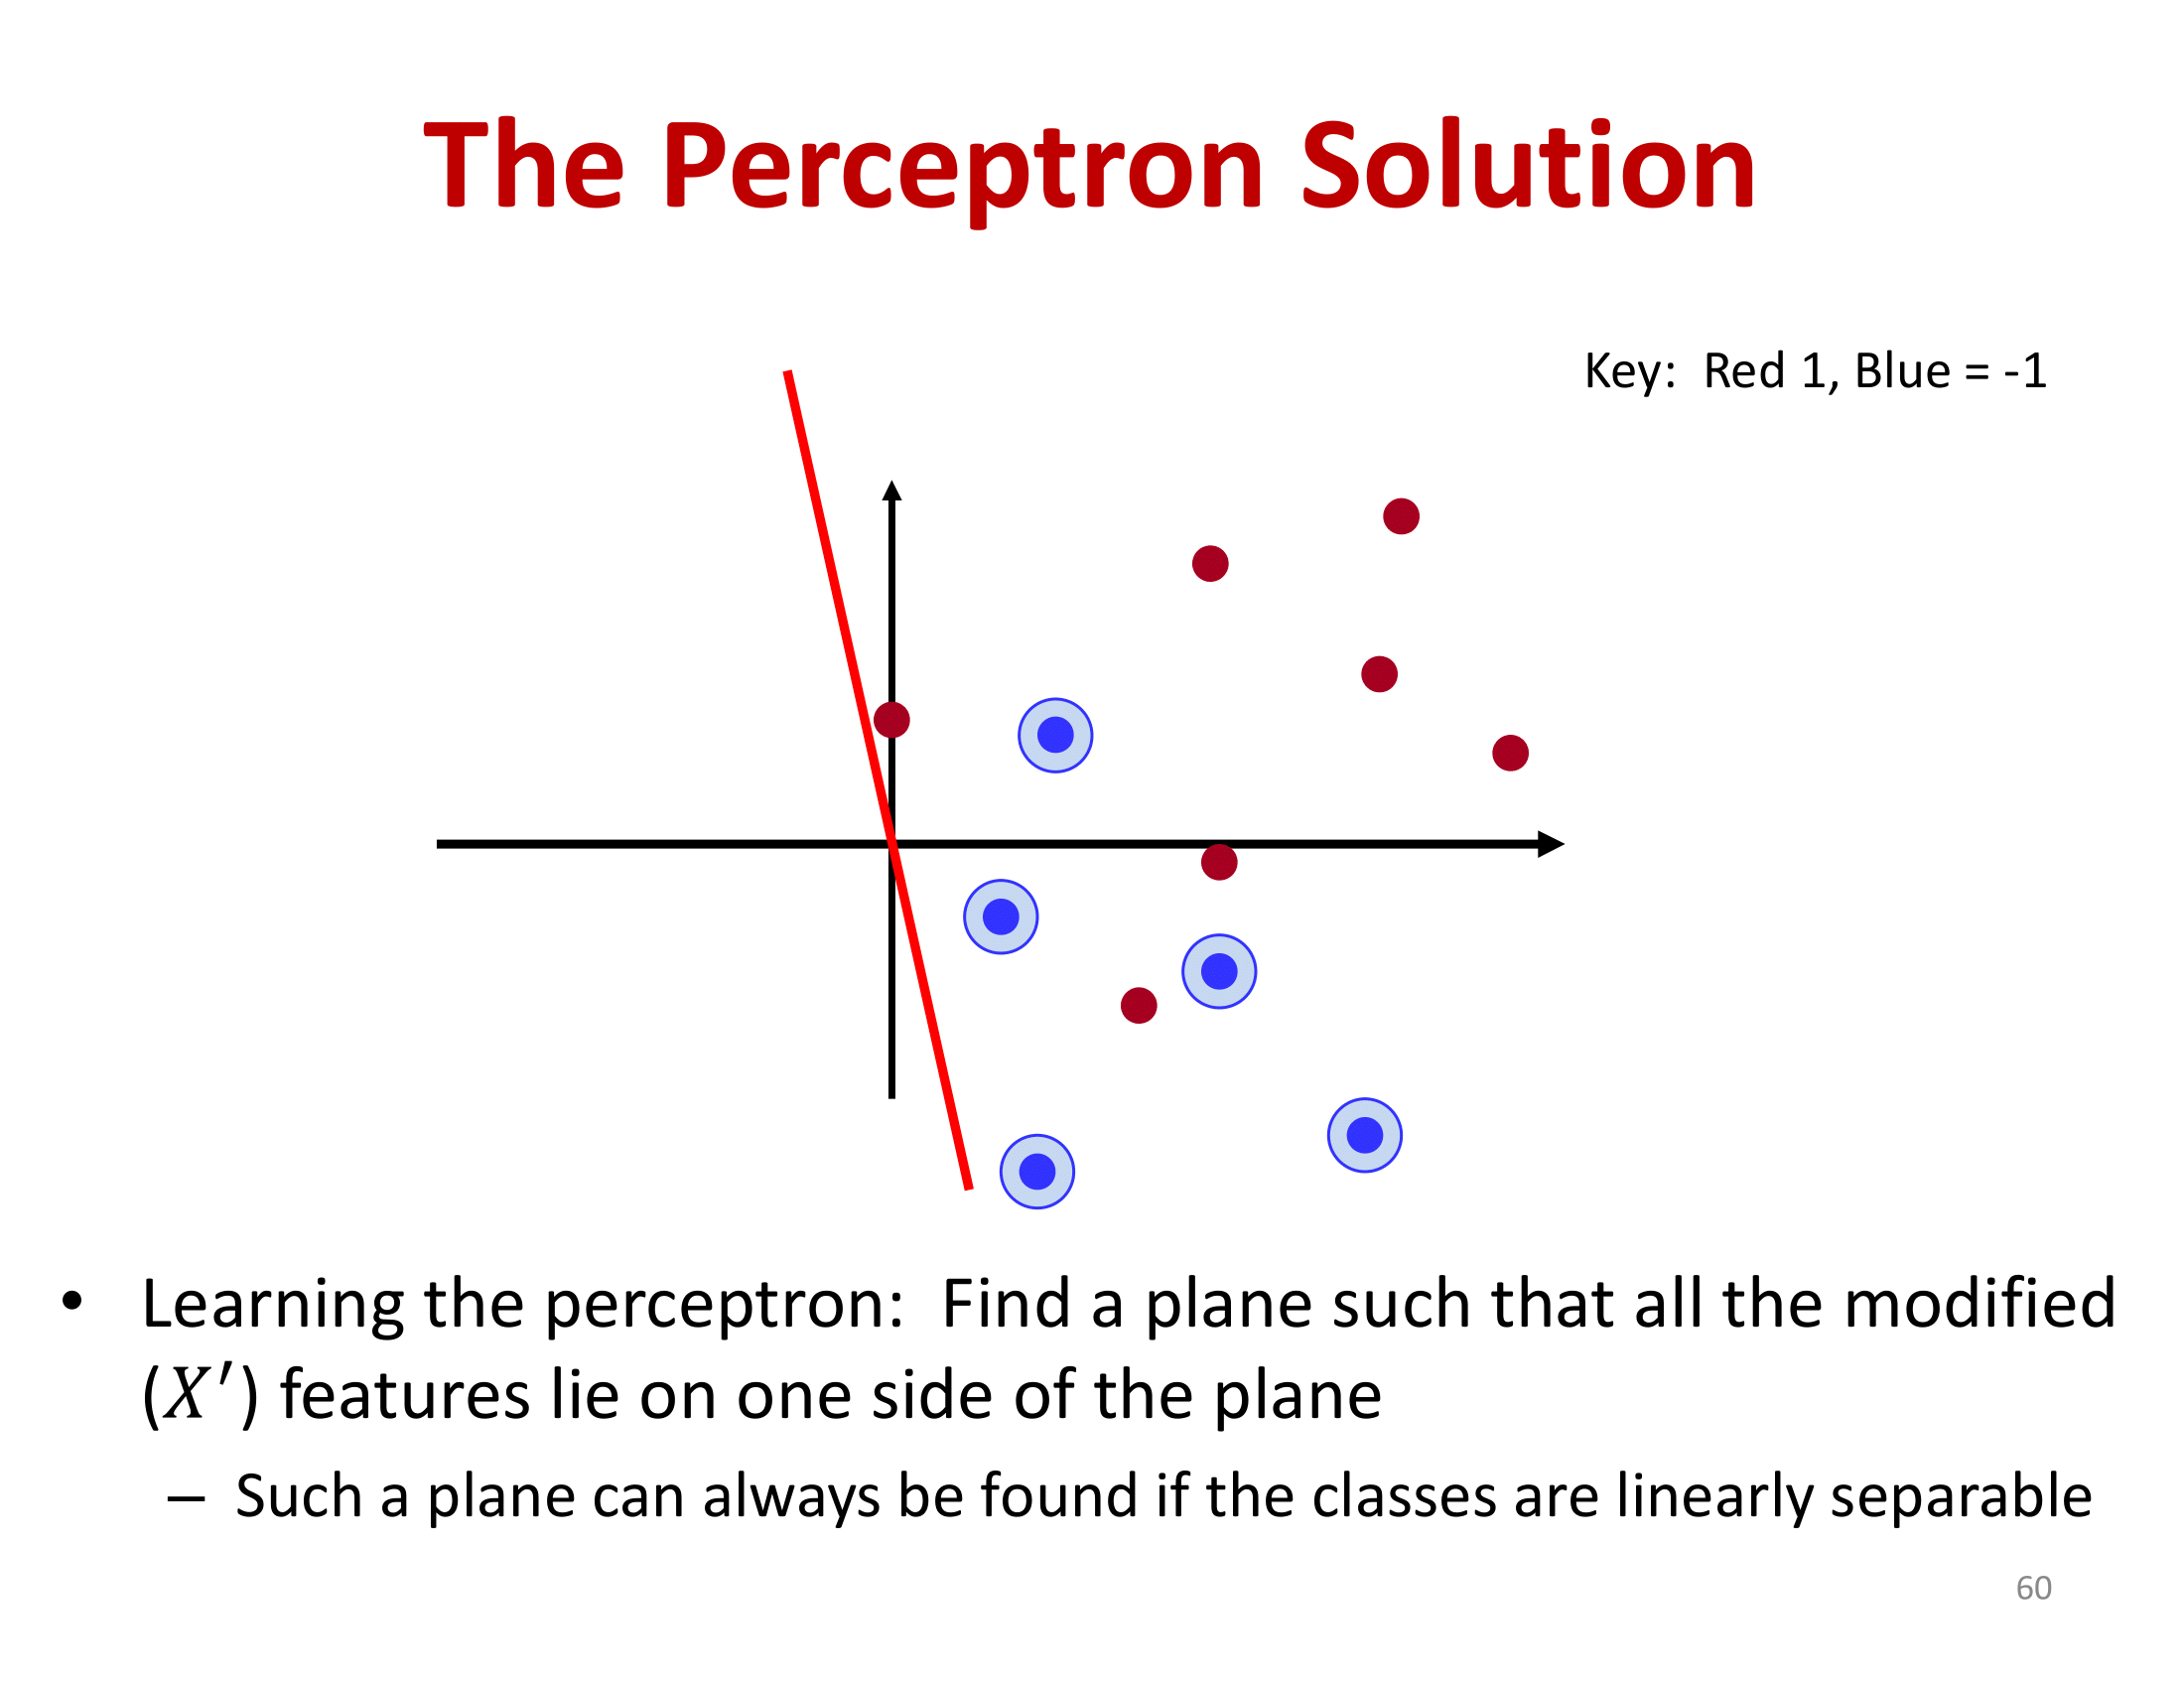 The Perceptron Solution
Key: Red 1, Blue = -1
• Learning the perceptron: Find a plane such that all the modified
(X′) features lie on one side of the plane
– Such a plane can always be found if the classes are linearly separable
60